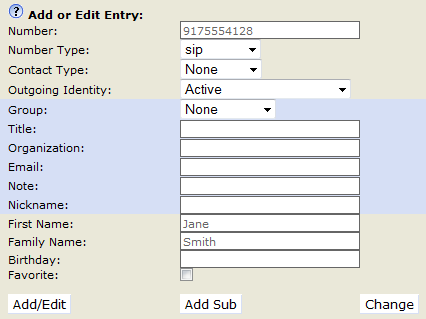 ? Add or Edit Entry:
Number: 9175554128
Number Type: sip
Contact Type: None
Outgoing Identity: Active
Group: None
Title:
Organization:
Email:
Note:
Nickname:
First Name: Jane
Family Name: Smith
Birthday:
Favorite:
Add/Edit Add Sub Change